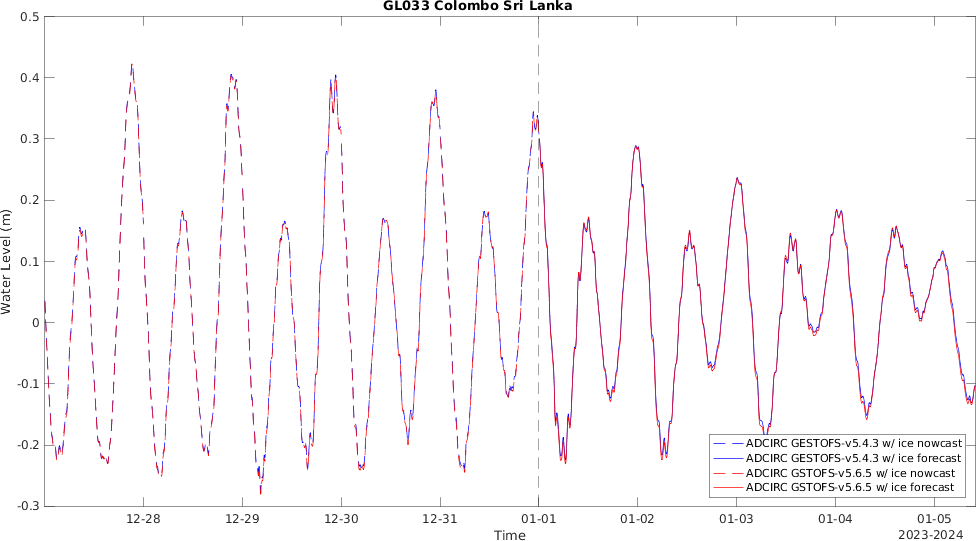 GL033 Colombo Sri Lanka
0.5
0.4
0.3
0.2
0.1
0
-0.1
-0.2
-0.3
Water Level (m)
12-28
12-29
12-30
12-31
01-01
01-02
01-03
01-04
01-05
Time
2023-2024
ADCIRC GESTOFS-v5.4.3 w/ ice nowcast
ADCIRC GESTOFS-v5.4.3 w/ ice forecast
ADCIRC GSTOFS-v5.6.5 w/ ice nowcast
ADCIRC GSTOFS-v5.6.5 w/ ice forecast